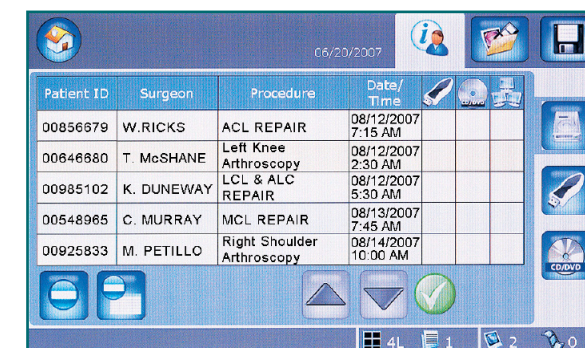 06/20/2007
Patient ID Surgeon Procedure Date/ Time CD/DVD
00856679 W.RICKS ACL REPAIR 08/12/2007 7:15 AM
00646680 T. McSHANE Left Knee Arthroscopy 08/12/2007 2:30 AM
00985102 K. DUNEWAY LCL & ALC REPAIR 08/12/2007 5:30 AM
00548965 C. MURRAY MCL REPAIR 08/13/2007 7:45 AM
00925833 M. PETILLO Right Shoulder Arthroscopy 08/14/2007 10:00 AM
CD/DVD
4L 1 2 0